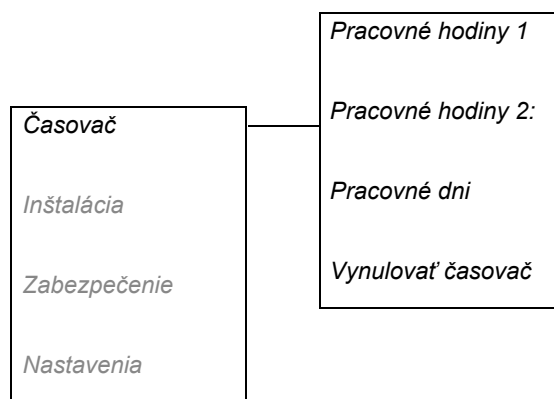 Časovač
Inštalácia
Zabezpečenie
Nastavenia
Pracovné hodiny 1
Pracovné hodiny 2:
Pracovné dni
Vynulovať časovač